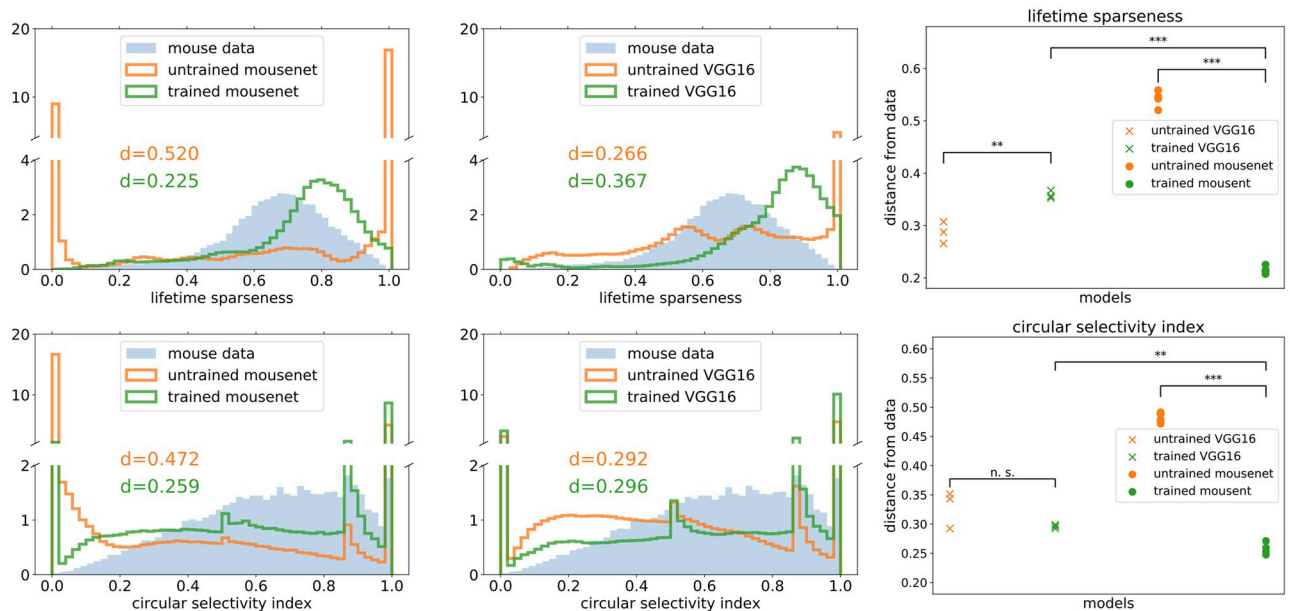 20
10
4
2
0
mouse data
untrained mousenet
trained mousenet
d=0.520
d=0.225
0.0 0.2 0.4 0.6 0.8 1.0
lifetime sparseness
20
10
4
2
0
mouse data
untrained VGG16
trained VGG16
d=0.266
d=0.367
0.0 0.2 0.4 0.6 0.8 1.0
lifetime sparseness
lifetime sparseness
distance from data
0.6
0.5
0.4
0.3
0.2
***
***
**
untrained VGG16
trained VGG16
untrained mousenet
trained mousent
models
20
10
2
1
0
mouse data
untrained mousenet
trained mousenet
d=0.472
d=0.259
0.0 0.2 0.4 0.6 0.8 1.0
circular selectivity index
20
10
2
1
0
mouse data
untrained VGG16
trained VGG16
d=0.292
d=0.296
0.0 0.2 0.4 0.6 0.8 1.0
circular selectivity index
circular selectivity index
distance from data
0.60
0.55
0.50
0.45
0.40
0.35
0.30
0.25
0.20
**
***
n. s.
untrained VGG16
trained VGG16
untrained mousenet
trained mousent
models